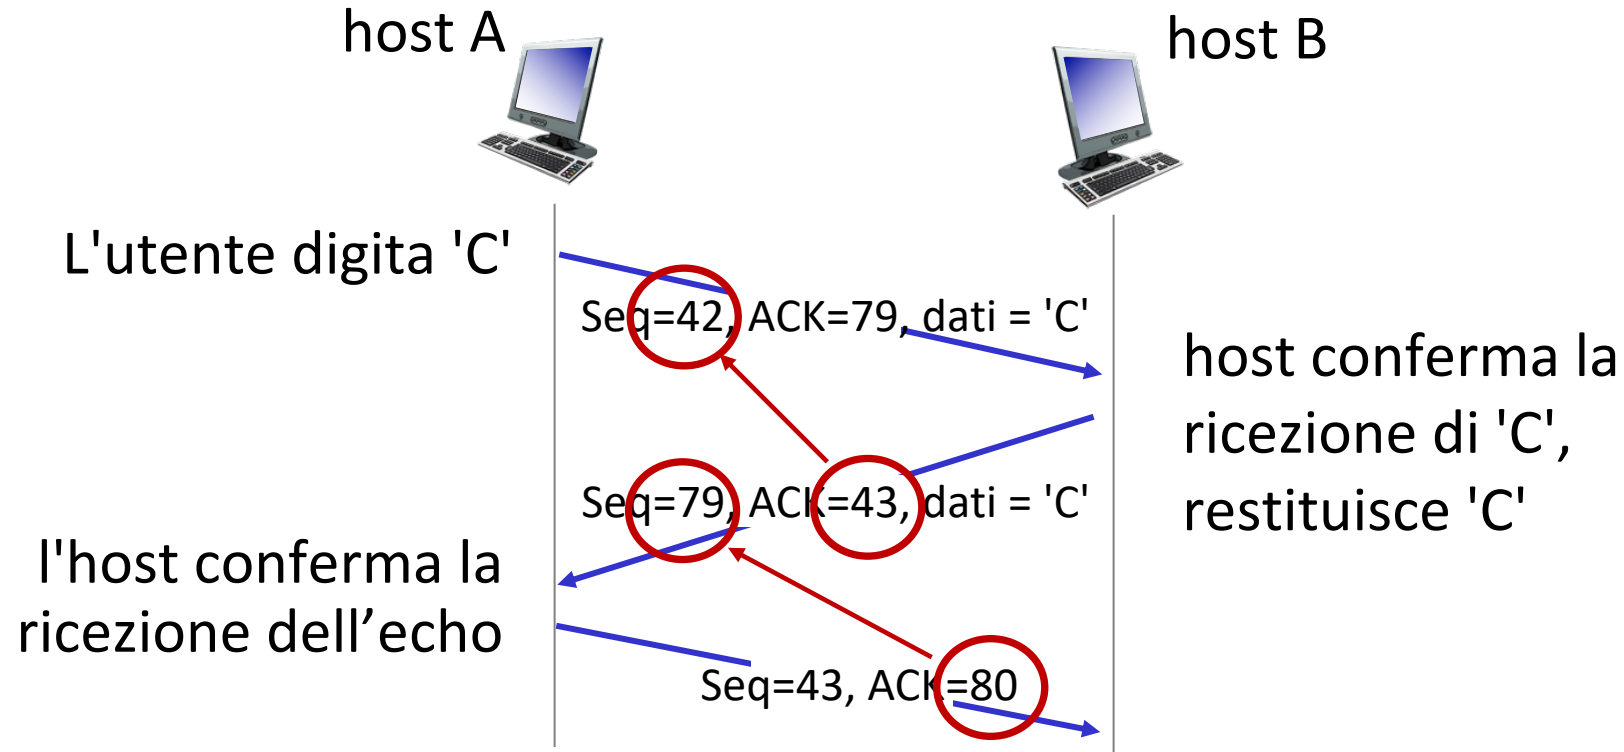 host A
host B
L'utente digita 'C'
Seq=42, ACK=79, dati = 'C'
host conferma la
ricezione di 'C',
restituisce 'C'
Seq=79, ACK=43, dati = 'C'
l'host conferma la
ricezione dell’echo
Seq=43, ACK=80